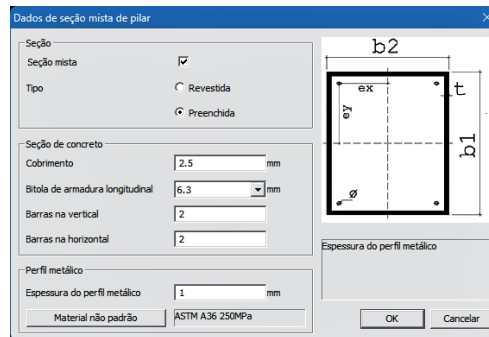 Dados de seção mista de pilar
Seção
Seção mista
Tipo
Revestida
Preenchida
Seção de concreto
Cobrimento 2.5 mm
Bitola de armadura longitudinal 6.3 mm
Barras na vertical 2
Barras na horizontal 2
Perfil metálico
Espessura do perfil metálico 1 mm
Material não padrão ASTM A36 250MPa
b2
ex
t
ey
b1
ø
Espessura do perfil metálico
OK Cancelar